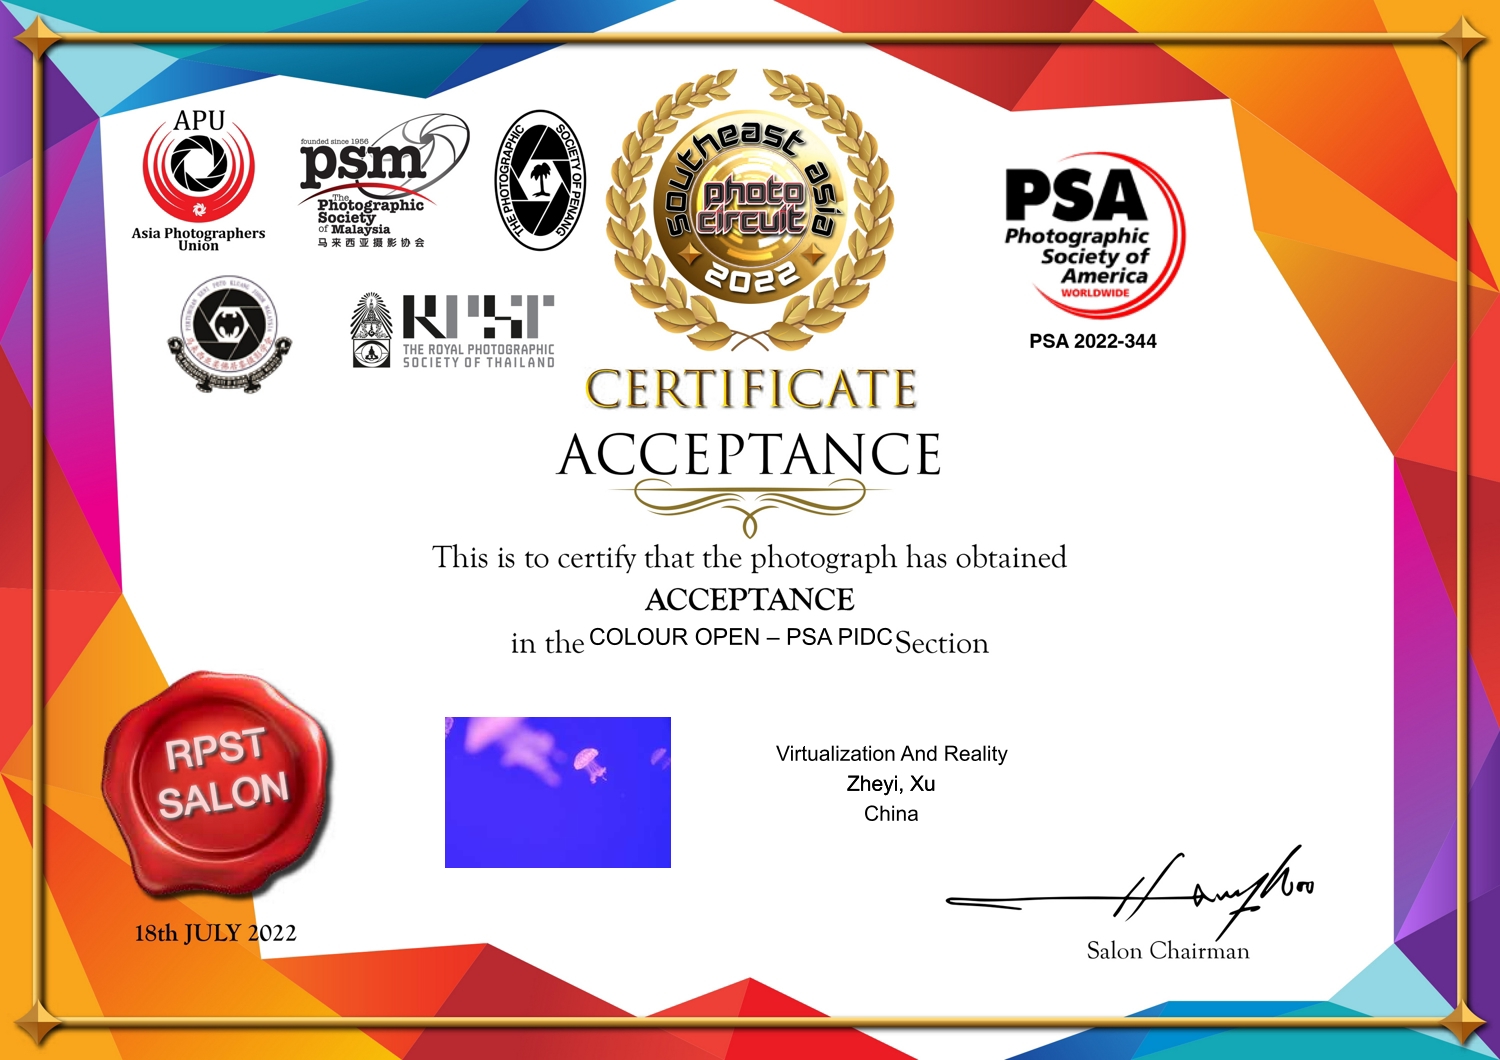 APU
Asia Photographers
Union
founded since 1956
psm
The
Photographic
Society
of Malaysia
马来西亚摄影协会
THE PHOTOGRAPHIC SOCIETY OF PENANG
southeast asia
photo
circuit
2022
PSA
Photographic
Society of
America
WORLDWIDE
PSA 2022-344
RPST
THE ROYAL PHOTOGRAPHIC
SOCIETY OF THAILAND
CERTIFICATE
ACCEPTANCE
This is to certify that the photograph has obtained
ACCEPTANCE
in the COLOUR OPEN – PSA PIDC Section
RPST
SALON
Virtualization And Reality
Zheyi, Xu
China
18th JULY 2022
Salon Chairman